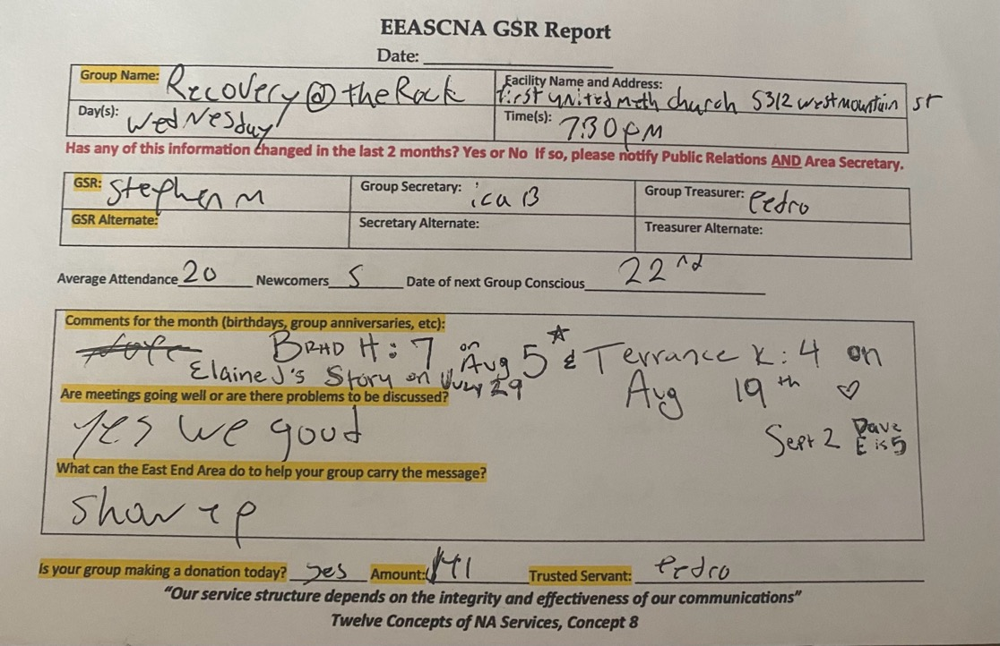 EEASCNA GSR Report
Date:
Group Name: Recovery @ the Rock
Facility Name and Address: first united meth church 5312 west mountain st
Day(s): Wednesday
Time(s): 7:30 pm
Has any of this information changed in the last 2 months? Yes or No If so, please notify Public Relations AND Area Secretary.
GSR: Stephen M
Group Secretary: ica B
Group Treasurer: Pedro
GSR Alternate:
Secretary Alternate:
Treasurer Alternate:
Average Attendance 20 Newcomers 5 Date of next Group Conscious 22nd
Comments for the month (birthdays, group anniversaries, etc):
BRAD H: 7 on Aug 5 ☆ & Terrance K: 4 on Aug 19th ♡
Elaine J's Story on July 29
Sept 2 Dave E is 5
Are meetings going well or are there problems to be discussed?
Yes we good
What can the East End Area do to help your group carry the message?
Show up
Is your group making a donation today? yes Amount: $41 Trusted Servant: Pedro
"Our service structure depends on the integrity and effectiveness of our communications"
Twelve Concepts of NA Services, Concept 8